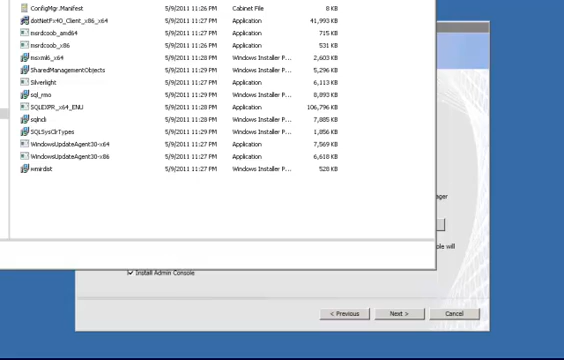 ConfigMgr.Manifest 5/9/2011 11:26 PM Cabinet File 8 KB
dotNetFx40_Client_x86_x64 5/9/2011 11:28 PM Application 41,993 KB
msrdcoob_amd64 5/9/2011 11:27 PM Application 715 KB
msrdcoob_x86 5/9/2011 11:26 PM Application 531 KB
msxml6_x64 5/9/2011 11:28 PM Windows Installer P... 2,603 KB
SharedManagementObjects 5/9/2011 11:29 PM Windows Installer P... 5,296 KB
Silverlight 5/9/2011 11:27 PM Application 6,113 KB
sql_rmo 5/9/2011 11:29 PM Windows Installer P... 8,893 KB
SQLEXPR_x64_ENU 5/9/2011 11:28 PM Application 106,796 KB
sqlncli 5/9/2011 11:28 PM Windows Installer P... 7,885 KB
SQLSysClrTypes 5/9/2011 11:29 PM Windows Installer P... 1,856 KB
WindowsUpdateAgent30-x64 5/9/2011 11:27 PM Application 7,569 KB
WindowsUpdateAgent30-x86 5/9/2011 11:27 PM Application 6,618 KB
wmirdist 5/9/2011 11:27 PM Windows Installer P... 528 KB
ager
ole will
Install Admin Console
< Previous Next > Cancel